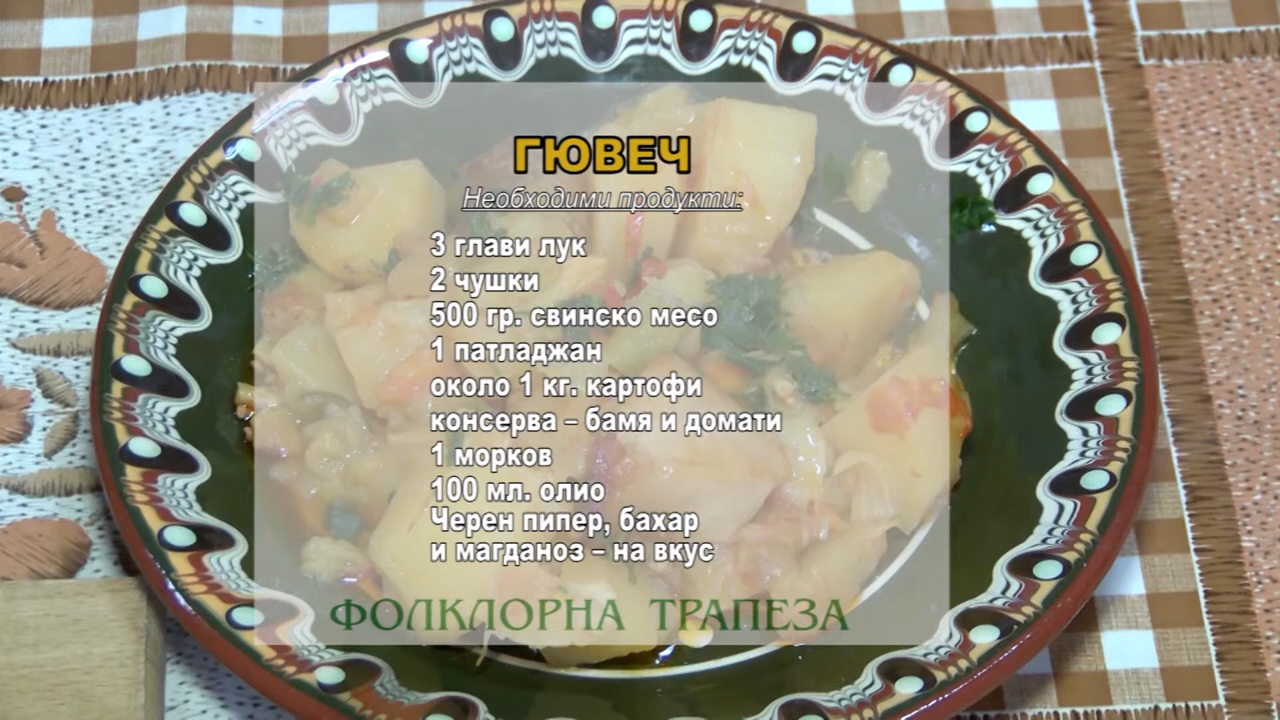 ГЮВЕЧ
Необходими продукти:
3 глави лук
2 чушки
500 гр. свинско месо
1 патладжан
около 1 кг. картофи
консерва – бамя и домати
1 морков
100 мл. олио
Черен пипер, бахар
и магданоз – на вкус
ФОЛКЛОРНА ТРАПЕЗА